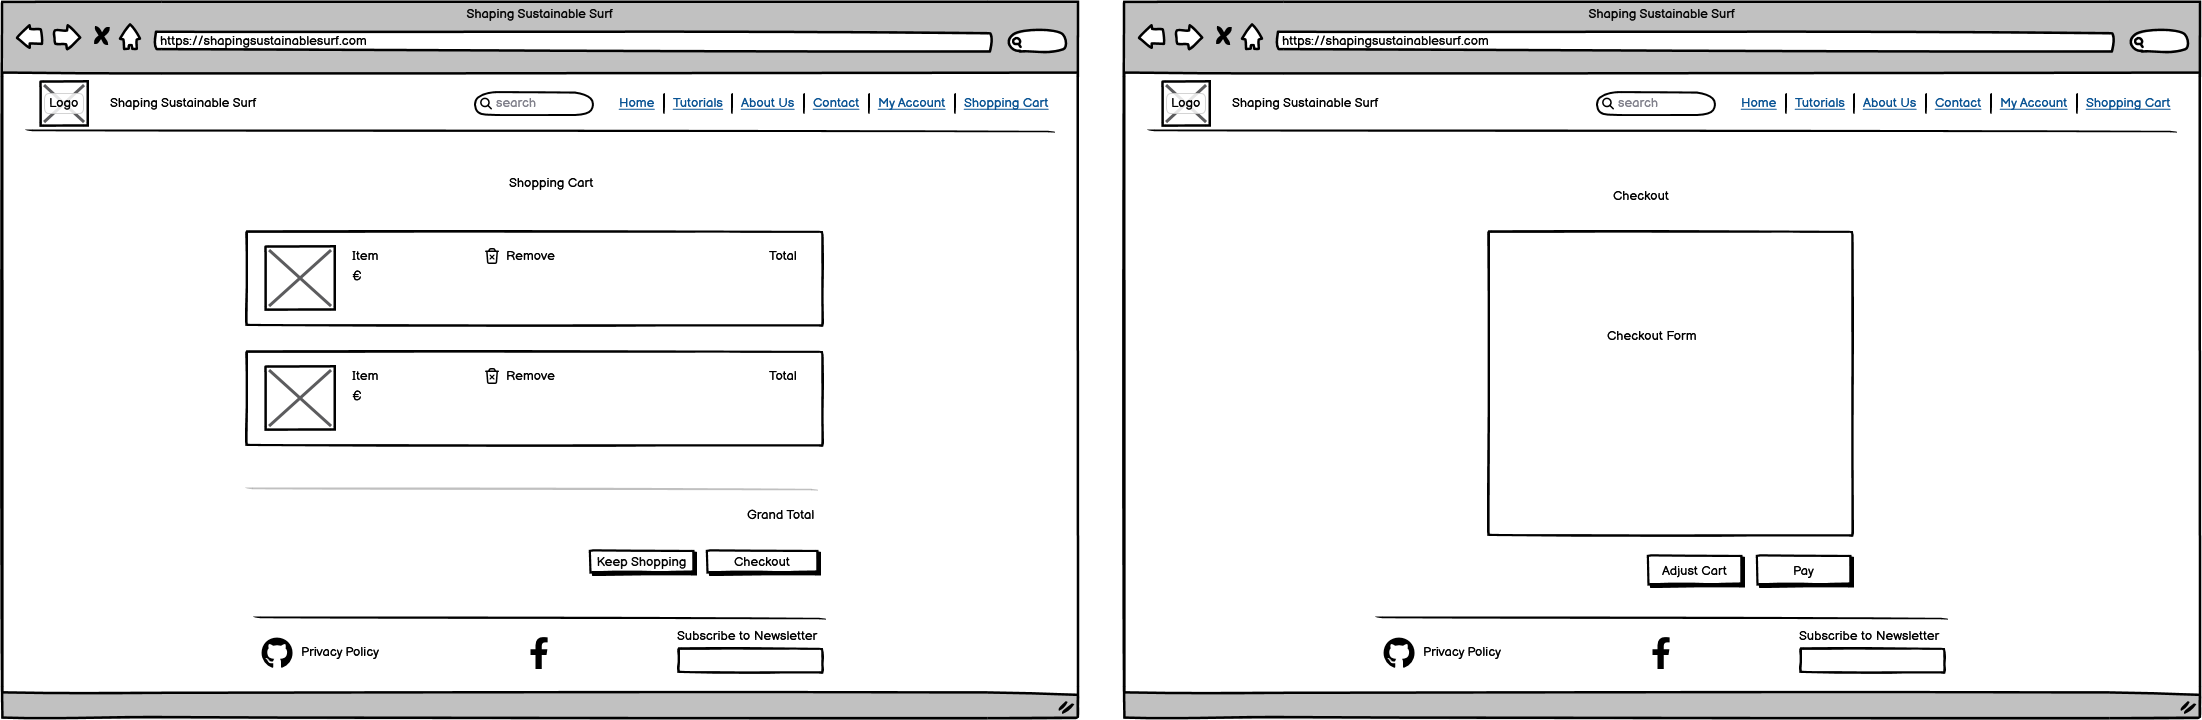 Shaping Sustainable Surf
https://shapingsustainablesurf.com
Logo
Shaping Sustainable Surf
search
Home Tutorials About Us Contact My Account Shopping Cart
Shopping Cart
Item Remove Total
€
Item Remove Total
€
Grand Total
Keep Shopping Checkout
Privacy Policy
Subscribe to Newsletter
Shaping Sustainable Surf
https://shapingsustainablesurf.com
Logo
Shaping Sustainable Surf
search
Home Tutorials About Us Contact My Account Shopping Cart
Checkout
Checkout Form
Adjust Cart Pay
Privacy Policy
Subscribe to Newsletter